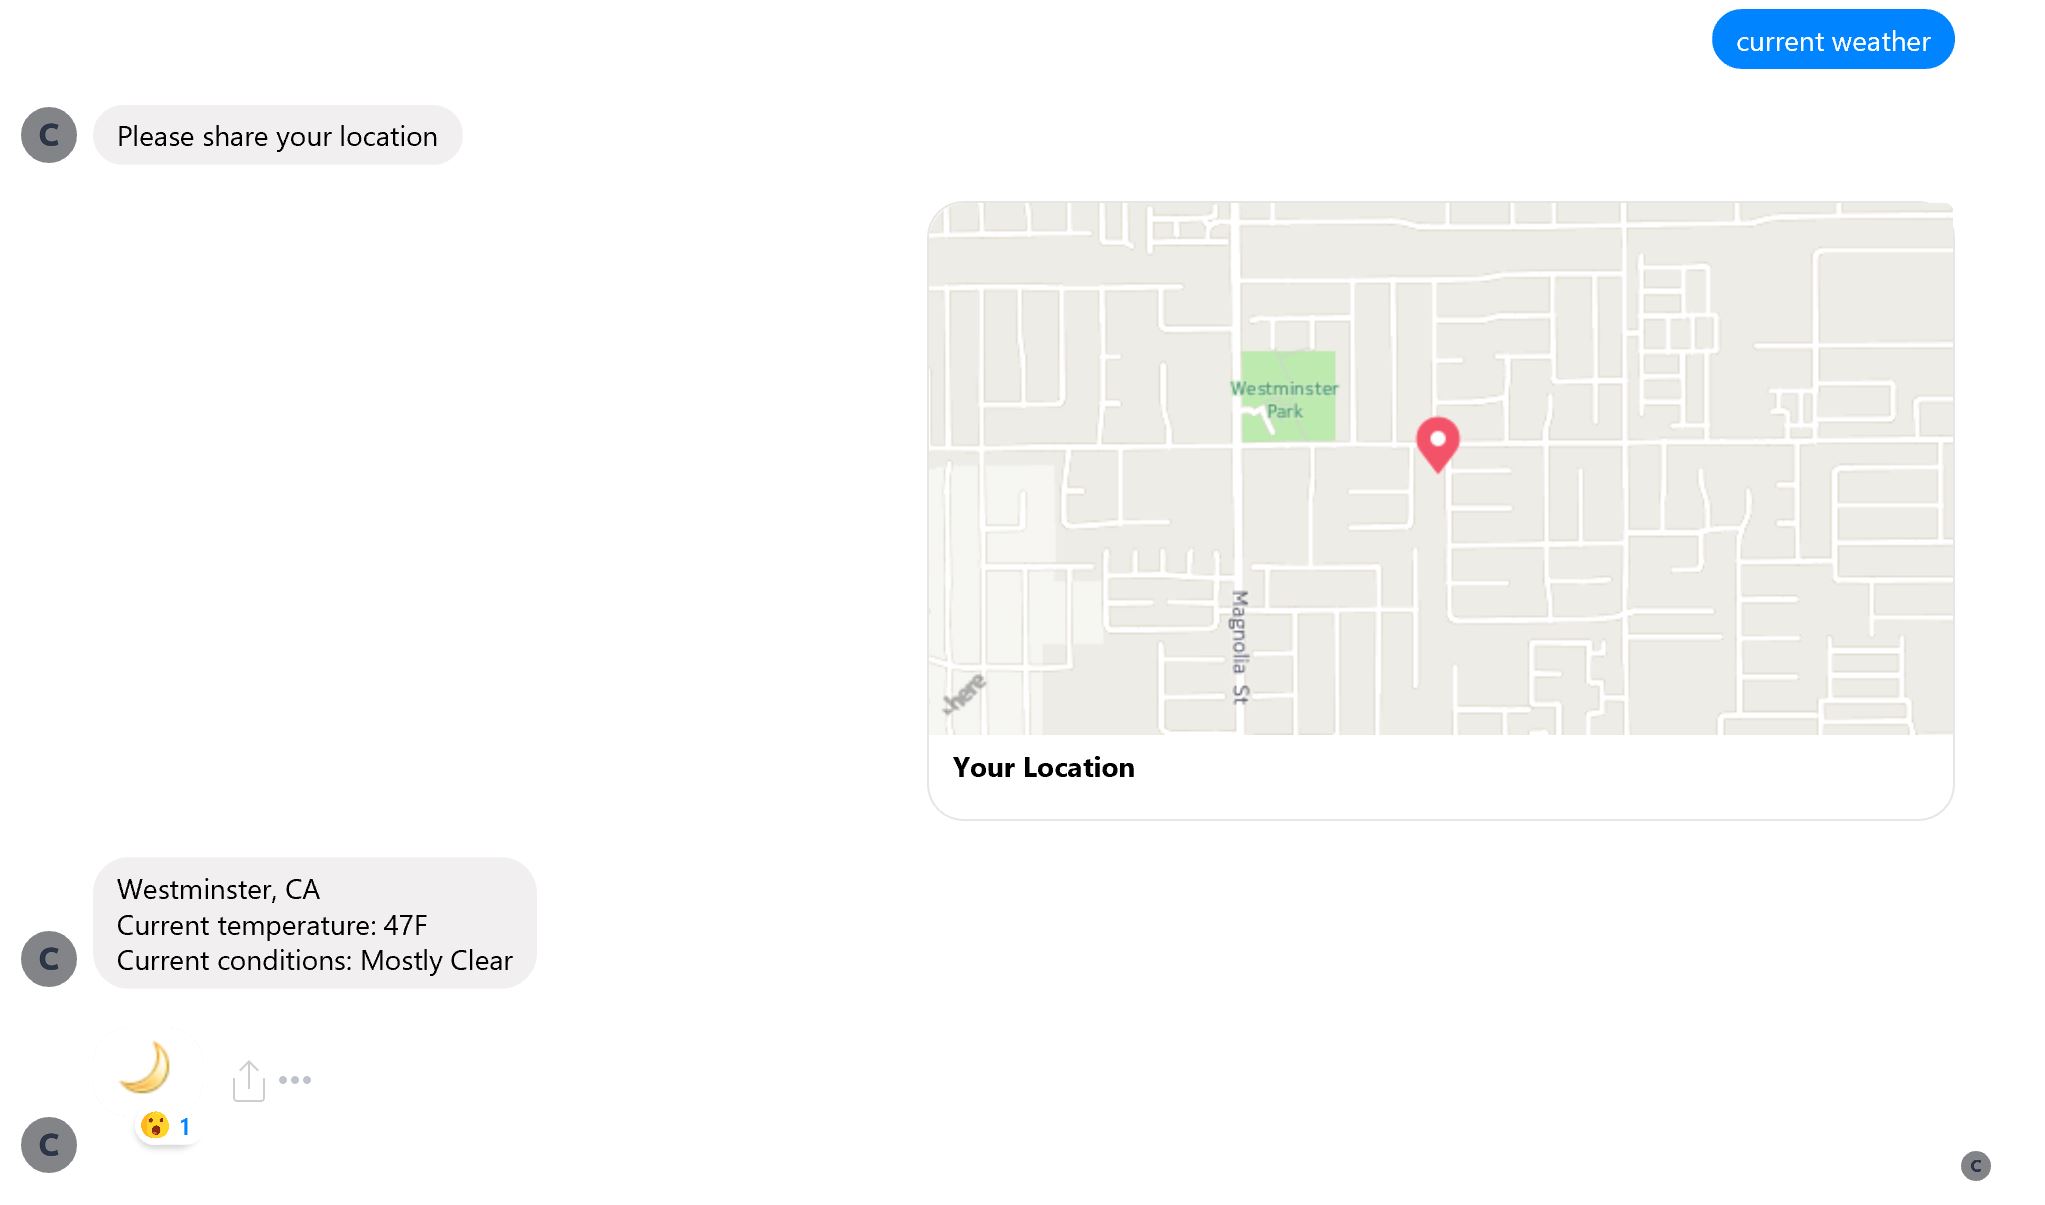 current weather
C
Please share your location
Westminster
Park
Magnolia St
here
Your Location
Westminster, CA
Current temperature: 47F
Current conditions: Mostly Clear
C
1
C
C